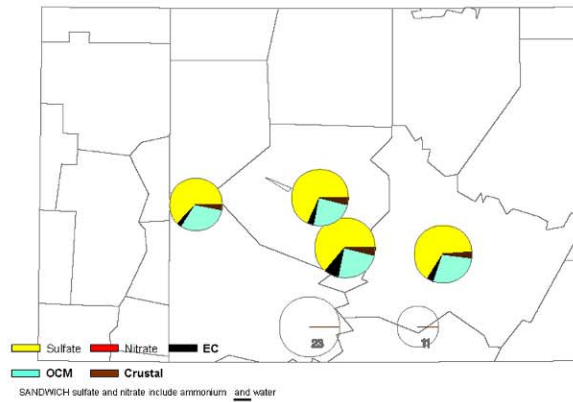 23 11
Sulfate Nitrate EC
OCM Crustal
SANDWICH sulfate and nitrate include ammonium and water